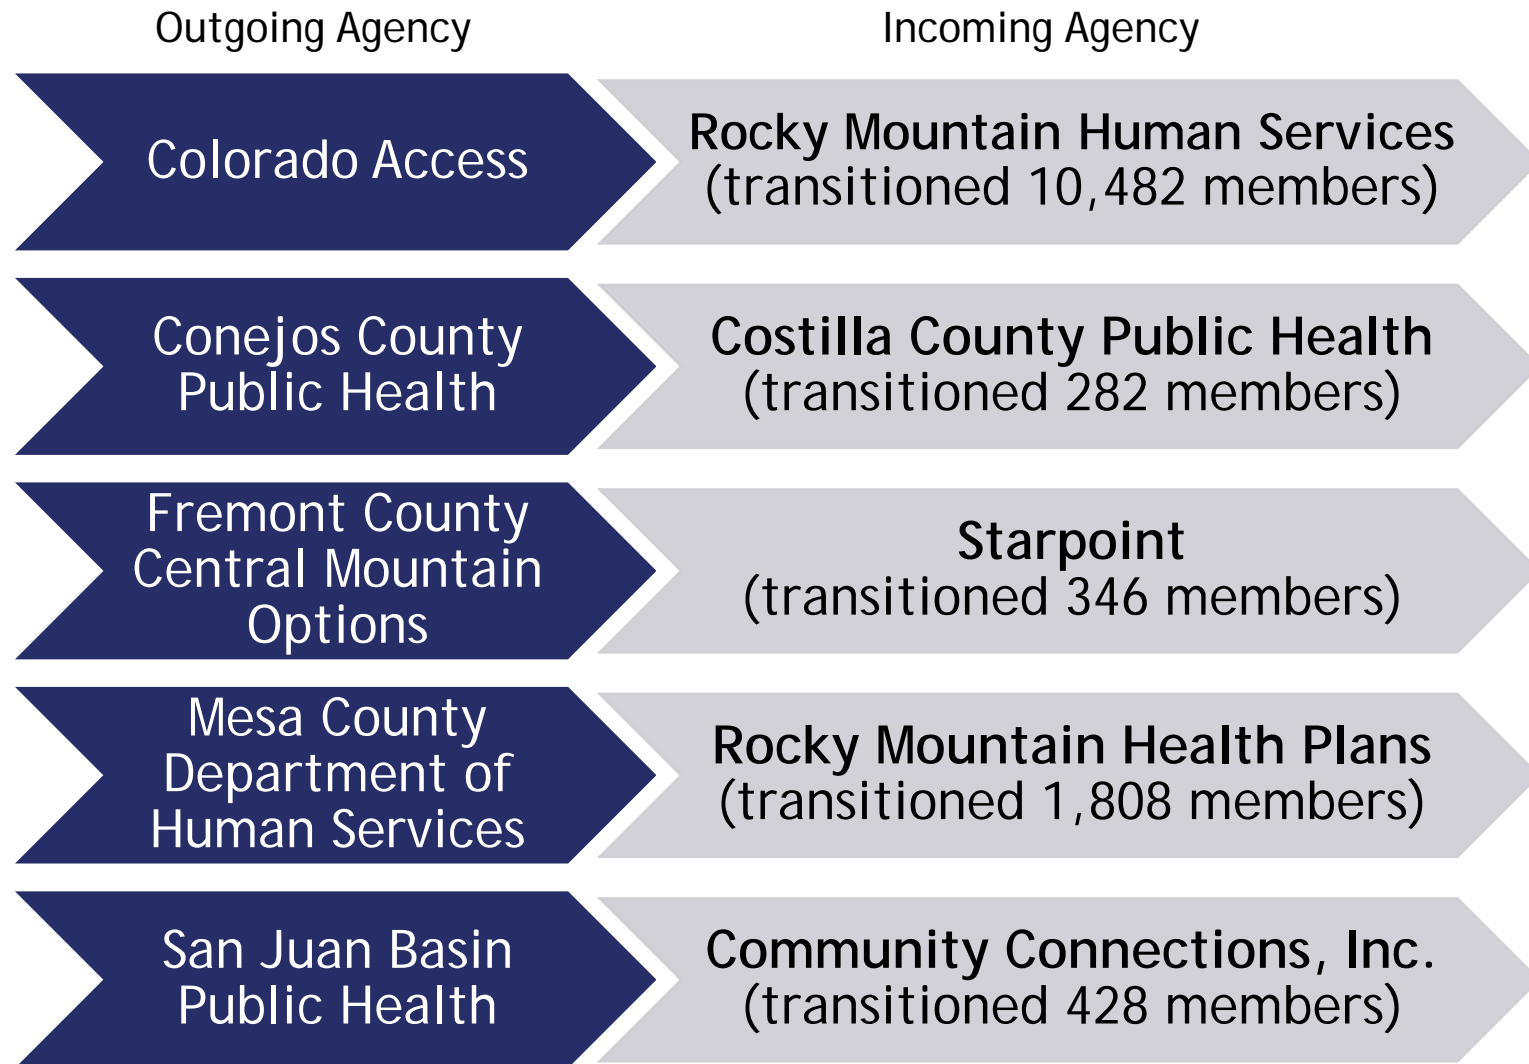 Outgoing Agency
Incoming Agency
Colorado Access
Rocky Mountain Human Services
(transitioned 10,482 members)
Conejos County
Public Health
Costilla County Public Health
(transitioned 282 members)
Fremont County
Central Mountain
Options
Starpoint
(transitioned 346 members)
Mesa County
Department of
Human Services
Rocky Mountain Health Plans
(transitioned 1,808 members)
San Juan Basin
Public Health
Community Connections, Inc.
(transitioned 428 members)